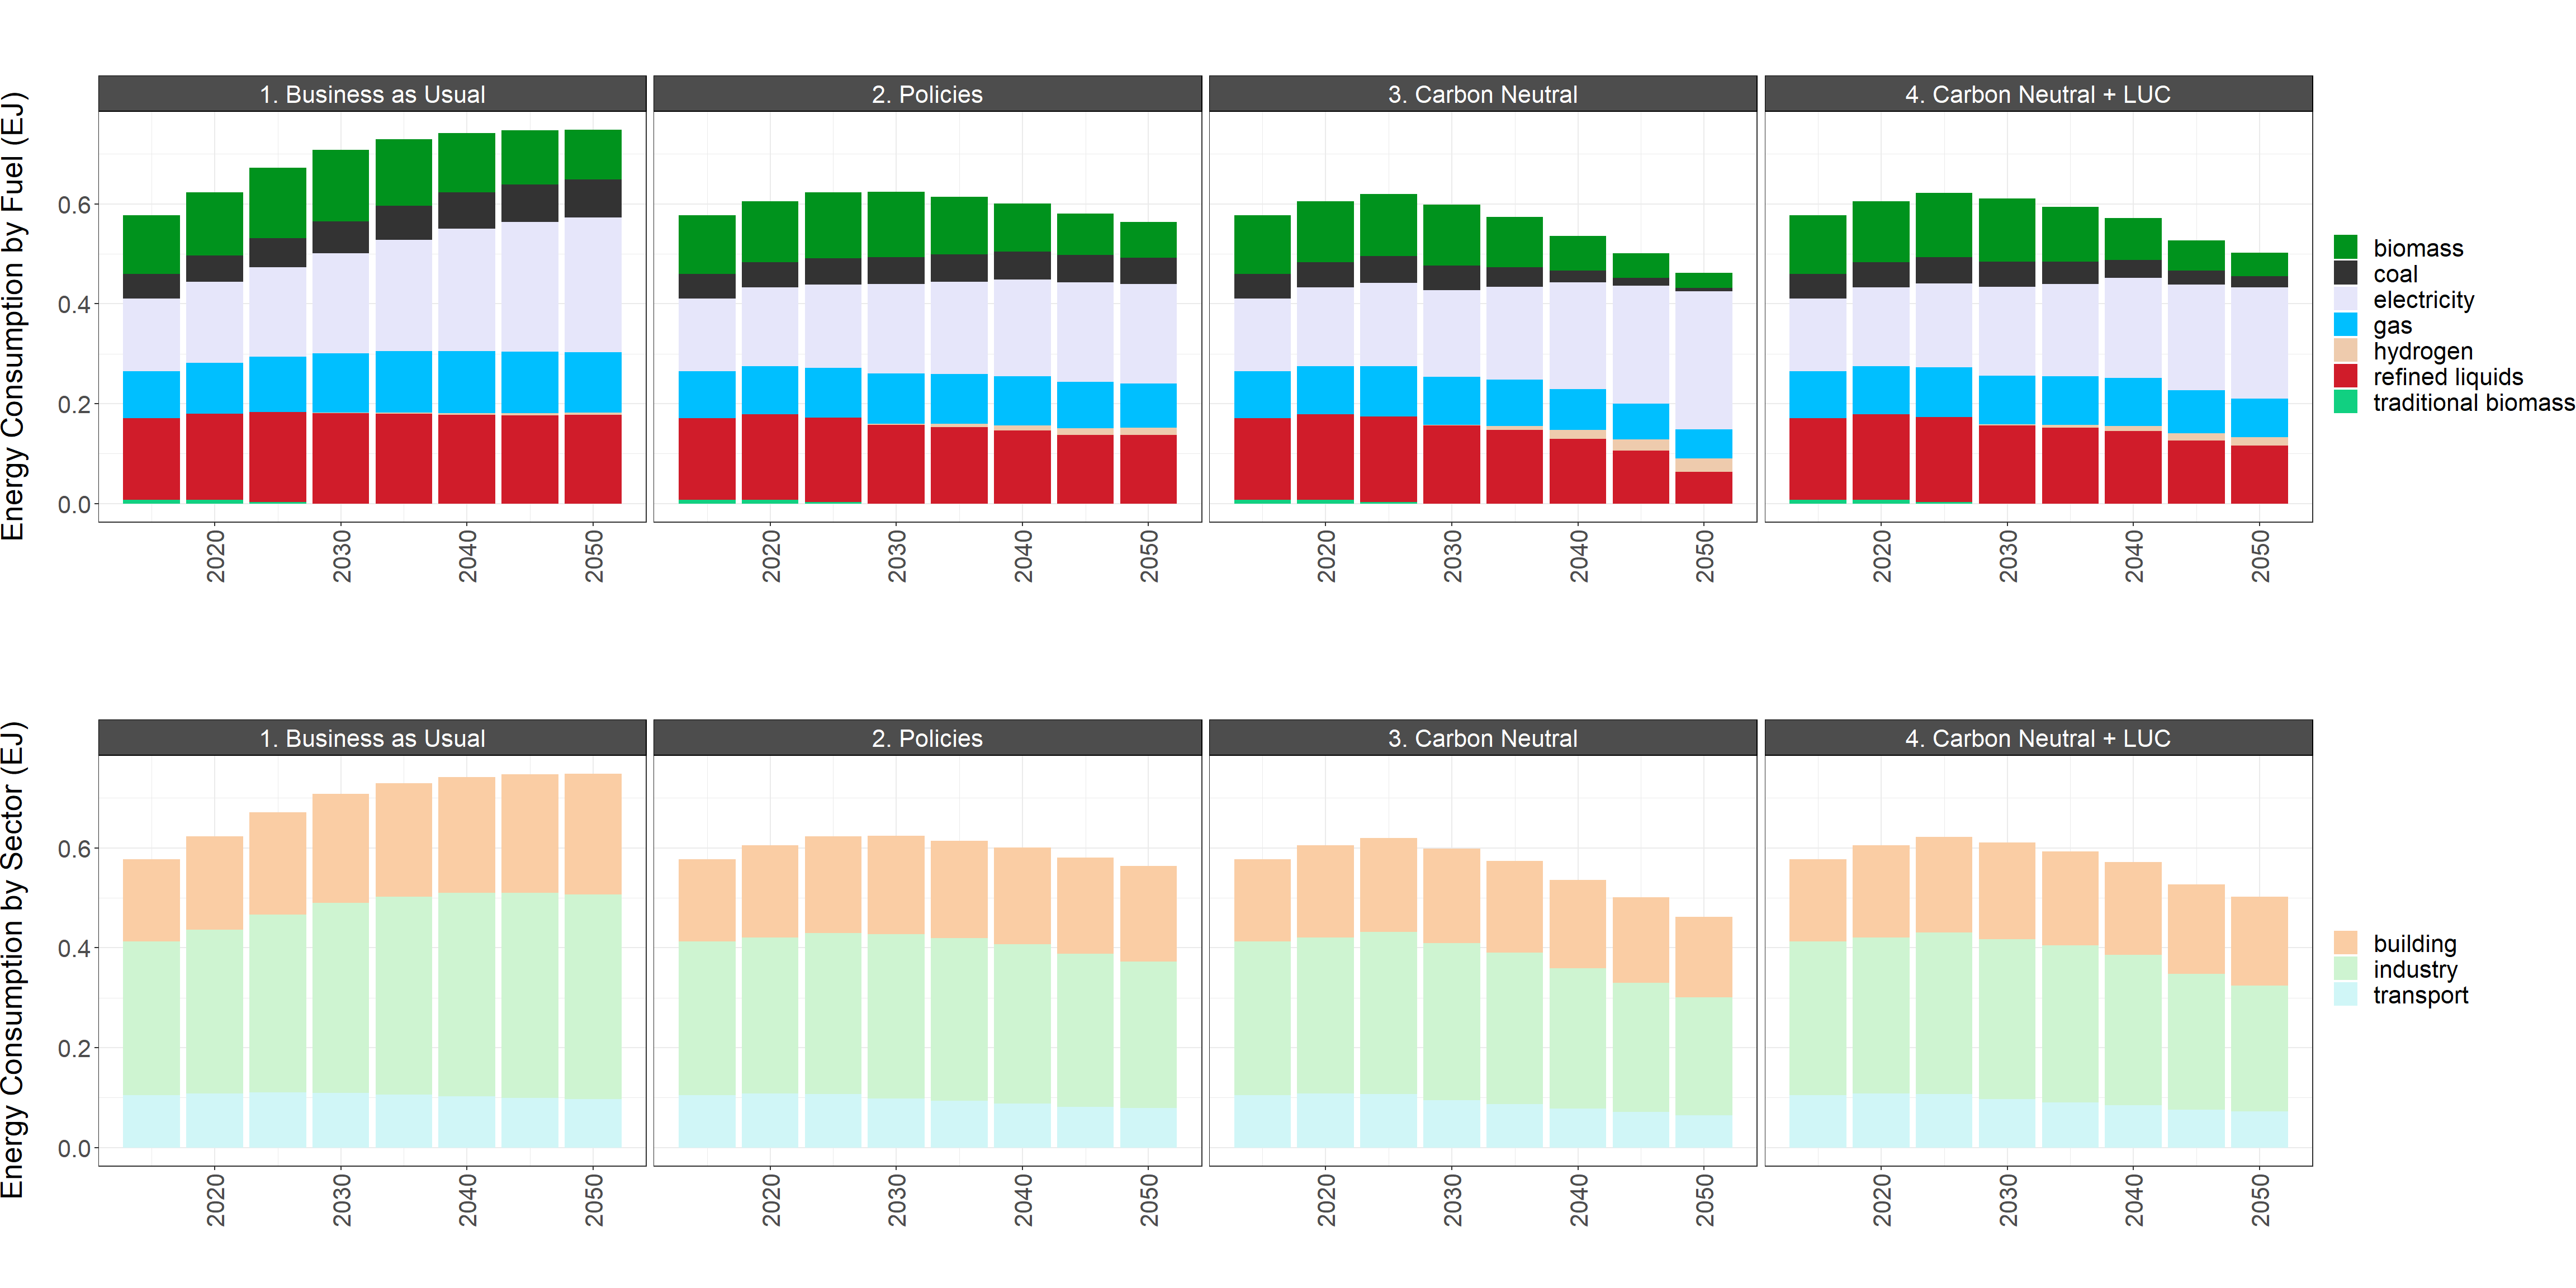 Energy Consumption by Fuel (EJ)
1. Business as Usual
2. Policies
3. Carbon Neutral
4. Carbon Neutral + LUC
0.6
0.4
0.2
0.0
2020 2030 2040 2050
2020 2030 2040 2050
2020 2030 2040 2050
2020 2030 2040 2050
biomass
coal
electricity
gas
hydrogen
refined liquids
traditional biomass
Energy Consumption by Sector (EJ)
1. Business as Usual
2. Policies
3. Carbon Neutral
4. Carbon Neutral + LUC
0.6
0.4
0.2
0.0
2020 2030 2040 2050
2020 2030 2040 2050
2020 2030 2040 2050
2020 2030 2040 2050
building
industry
transport